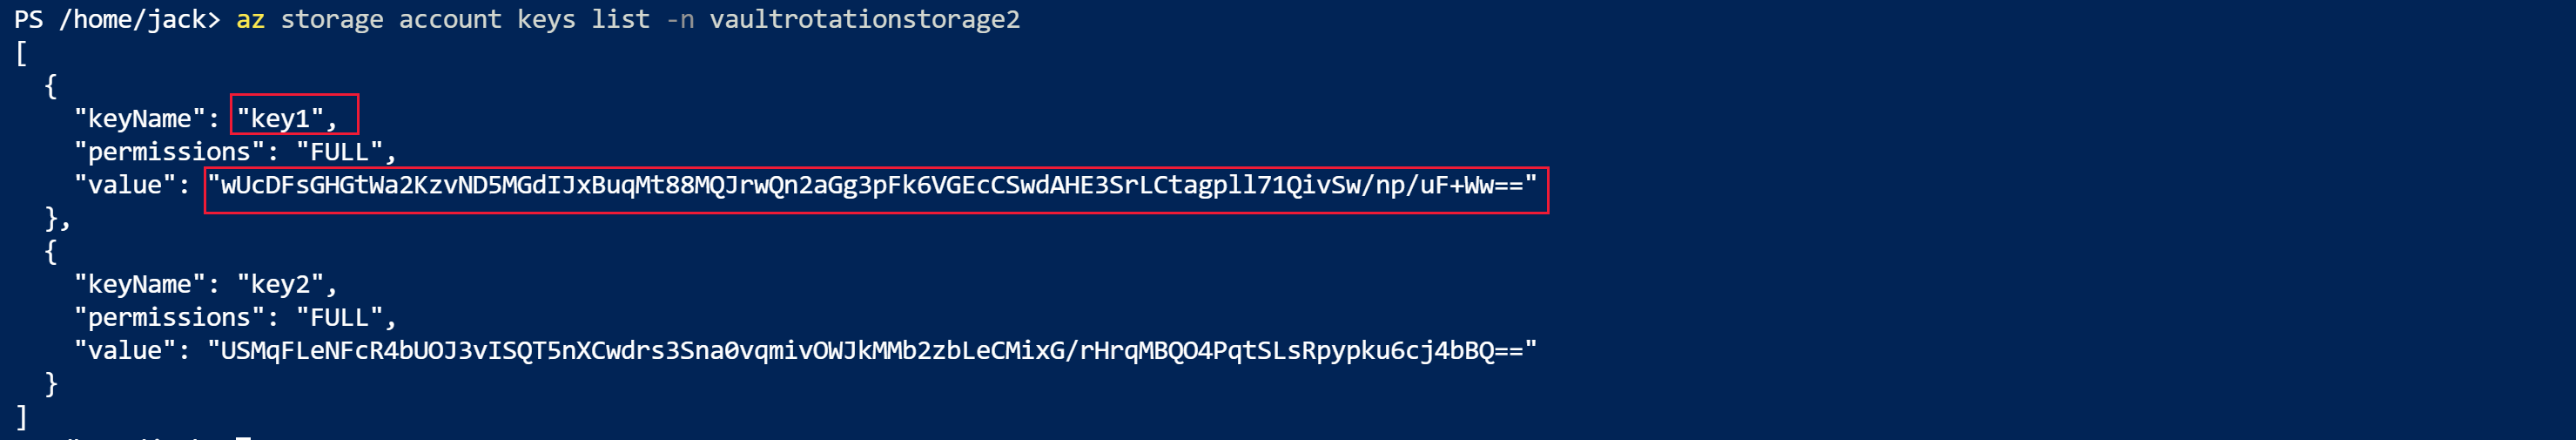 PS /home/jack> az storage account keys list -n vaultrotationstorage2
[
  {
    "keyName": "key1",
    "permissions": "FULL",
    "value": "wUcDFsGHGtWa2KzvND5MGdIJxBuqMt88MQJrwQn2aGg3pFk6VGEcCSwdAHE3SrLCtagpll71QivSw/np/uF+Ww=="
  },
  {
    "keyName": "key2",
    "permissions": "FULL",
    "value": "USMqFLeNFcR4bUOJ3vISQT5nXCwdrs3Sna0vqmivOWJkMMb2zbLeCMixG/rHrqMBQO4PqtSLsRpypku6cj4bBQ=="
  }
]